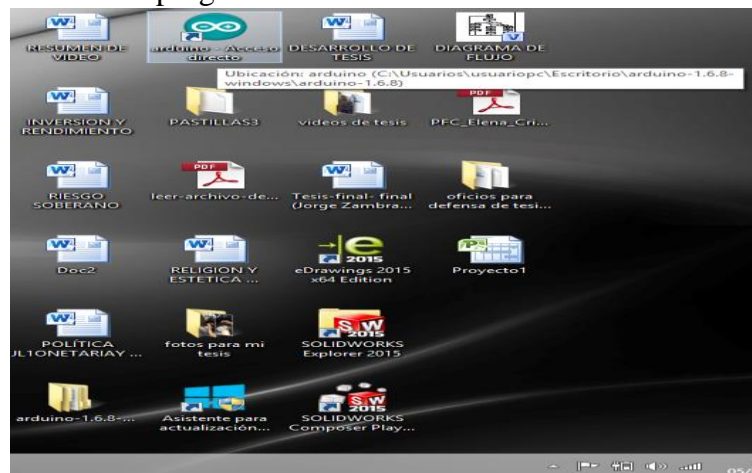 RESUMEN DE
VIDEO
arduino - Acceso
directo
DESARROLLO DE
TESIS
DIAGRAMA DE
FLUJO
Ubicación: arduino (C:\Usuarios\usuariopc\Escritorio\arduino-1.6.8-
windows\arduino-1.6.8)
INVERSION Y
RENDIMIENTO
PASTILLAS3
videos de tesis
PDF
PFC_Elena_Cri...
RIESGO
SOBERANO
PDF
leer-archivo-de...
Tesis-final- final
(Jorge Zambra...
oficios para
defensa de tesi...
Doc2
RELIGION Y
ESTETICA ...
2015
eDrawings 2015
x64 Edition
Proyecto1
POLÍTICA
JL1ONETARIAY ...
fotos para mi
tesis
SW
2015
SOLIDWORKS
Explorer 2015
arduino-1.6.8-...
Asistente para
actualización...
SW
2015
SOLIDWORKS
Composer Play...